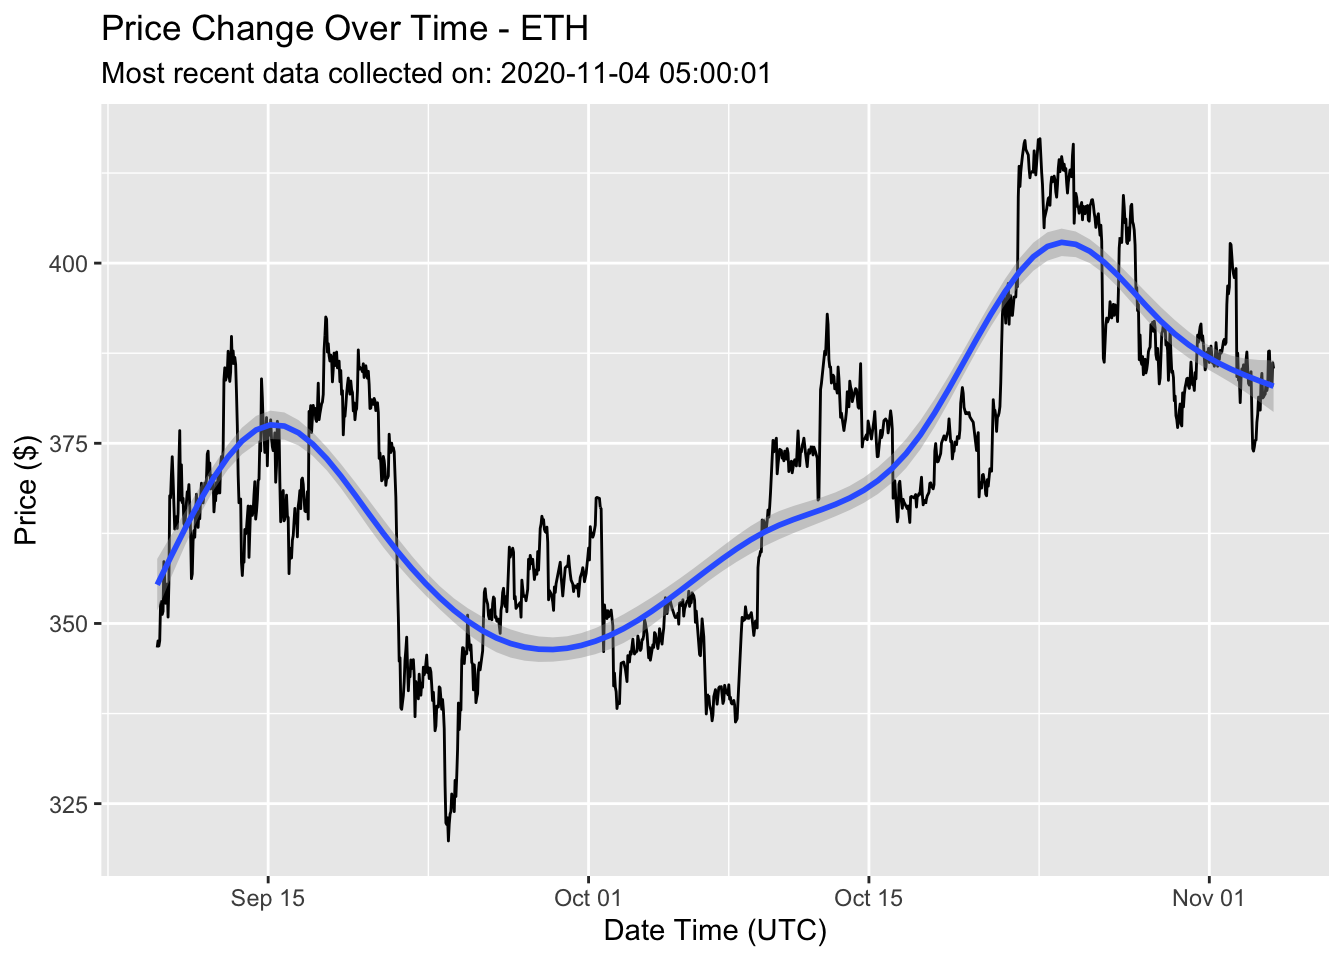 Price Change Over Time - ETH
Most recent data collected on: 2020-11-04 05:00:01
Price ($)
400
375
350
325
Sep 15
Oct 01
Oct 15
Nov 01
Date Time (UTC)